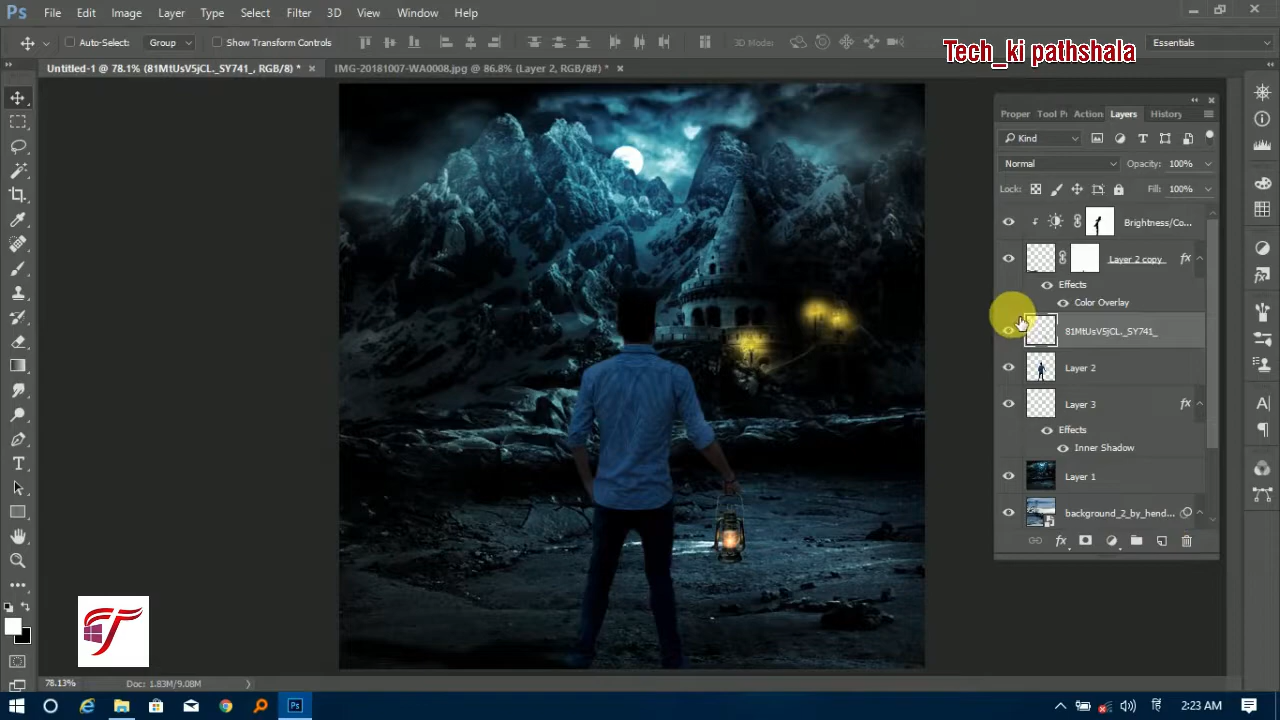 Ps File Edit Image Layer Type Select Filter 3D View Window Help
Auto-Select: Group Show Transform Controls 3D Mode: Essentials
Tech_ki pathshala
Untitled-1 @ 78.1% (81MtUsV5jCL._SY741_, RGB/8) * × IMG-20181007-WA0008.jpg @ 86.8% (Layer 2, RGB/8#) * ×
Proper Tool Pr Action Layers History
Kind
Normal Opacity: 100%
Lock: Fill: 100%
Brightness/Co...
Layer 2 copy fx
Effects
Color Overlay
81MtUsV5jCL._SY741_
Layer 2
Layer 3 fx
Effects
Inner Shadow
Layer 1
background_2_by_hend...
fx
78.13% Doc: 1.83M/9.08M
Ps हि 2:23 AM